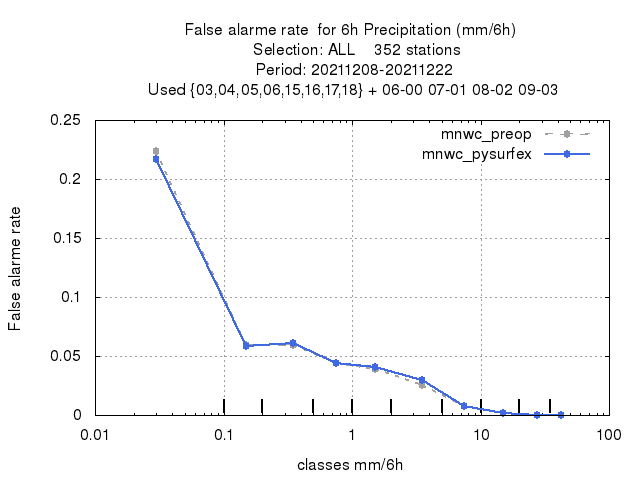 False alarme rate  for 6h Precipitation (mm/6h)
Selection: ALL    352 stations
Period: 20211208-20211222
Used {03,04,05,06,15,16,17,18} + 06-00 07-01 08-02 09-03
mnwc_preop
mnwc_pysurfex
0.25
0.2
0.15
0.1
0.05
0
False alarme rate
0.01 0.1 1 10 100
classes mm/6h